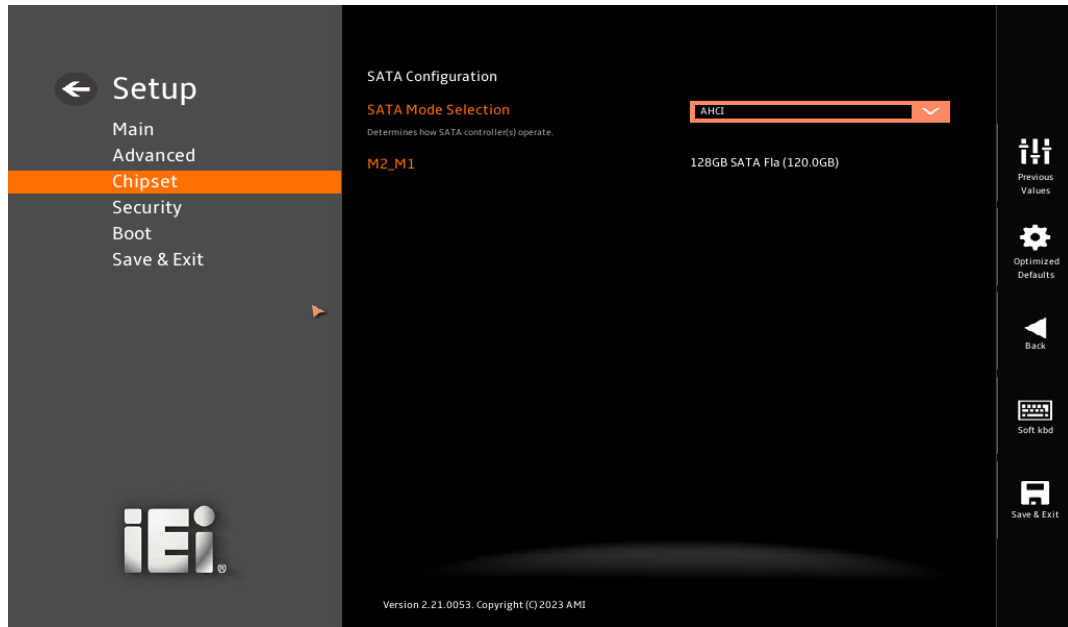 Setup
Main
Advanced
Chipset
Security
Boot
Save & Exit
iEi®
SATA Configuration
SATA Mode Selection
AHCI
Determines how SATA controller(s) operate.
M2_M1
128GB SATA Fla (120.0GB)
Version 2.21.0053. Copyright (C) 2023 AMI
Previous
Values
Optimized
Defaults
Back
Soft kbd
Save & Exit